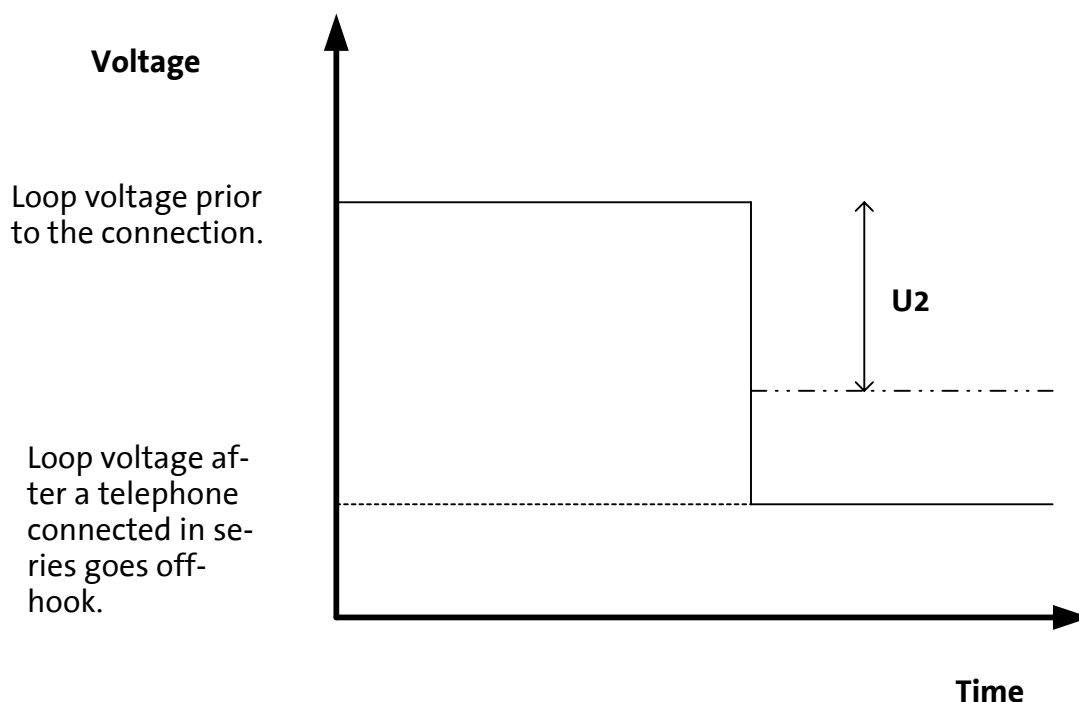 Voltage
Loop voltage prior
to the connection.
U2
Loop voltage af-
ter a telephone
connected in se-
ries goes off-
hook.
Time